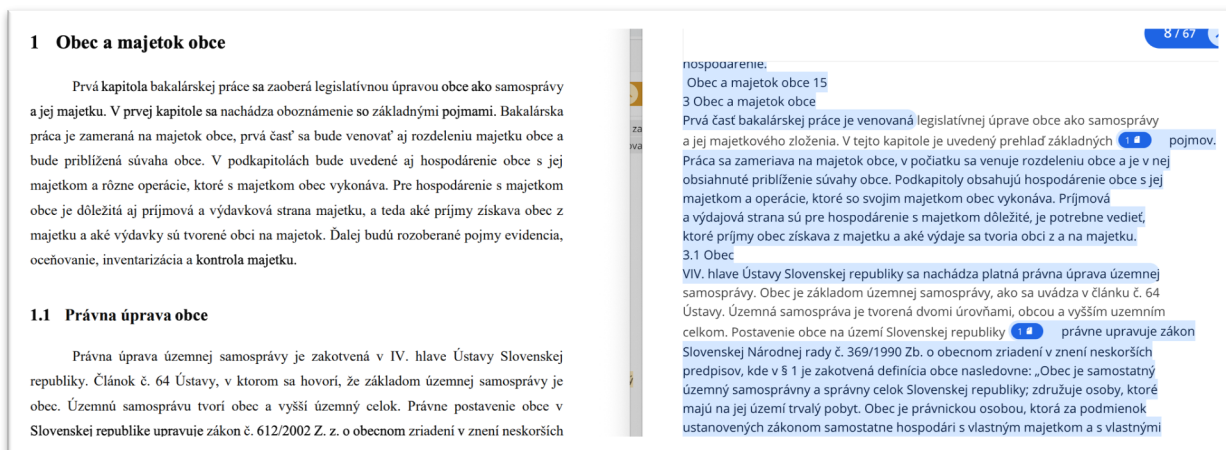 1 Obec a majetok obce
Prvá kapitola bakalárskej práce sa zaoberá legislatívnou úpravou obce ako samosprávy
a jej majetku. V prvej kapitole sa nachádza oboznámenie so základnými pojmami. Bakalárska
práca je zameraná na majetok obce, prvá časť sa bude venovať aj rozdeleniu majetku obce a
bude priblížená súvaha obce. V podkapitolách bude uvedené aj hospodárenie obce s jej
majetkom a rôzne operácie, ktoré s majetkom obec vykonáva. Pre hospodárenie s majetkom
obce je dôležitá aj príjmová a výdavková strana majetku, a teda aké príjmy získava obec z
majetku a aké výdavky sú tvorené obci na majetok. Ďalej budú rozoberané pojmy evidencia,
oceňovanie, inventarizácia a kontrola majetku.
1.1 Právna úprava obce
Právna úprava územnej samosprávy je zakotvená v IV. hlave Ústavy Slovenskej
republiky. Článok č. 64 Ústavy, v ktorom sa hovorí, že základom územnej samosprávy je
obec. Územnú samosprávu tvorí obec a vyšší územný celok. Právne postavenie obce v
Slovenskej republike upravuje zákon č. 612/2002 Z. z. o obecnom zriadení v znení neskorších
za
ova
8 / 67
hospodárenie.
Obec a majetok obce 15
3 Obec a majetok obce
Prvá časť bakalárskej práce je venovaná legislatívnej úprave obce ako samosprávy
a jej majetkového zloženia. V tejto kapitole je uvedený prehlaď základných 1 pojmov.
Práca sa zameriava na majetok obce, v počiatku sa venuje rozdeleniu obce a je v nej
obsiahnuté priblíženie súvahy obce. Podkapitoly obsahujú hospodárenie obce s jej
majetkom a operácie, ktoré so svojim majetkom obec vykonáva. Príjmová
a výdajová strana sú pre hospodárenie s majetkom dôležité, je potrebne vedieť,
ktoré príjmy obec získava z majetku a aké výdaje sa tvoria obci z a na majetku.
3.1 Obec
VIV. hlave Ústavy Slovenskej republiky sa nachádza platná právna úprava územnej
samosprávy. Obec je základom územnej samosprávy, ako sa uvádza v článku č. 64
Ústavy. Územná samospráva je tvorená dvomi úrovňami, obcou a vyšším uzemním
celkom. Postavenie obce na území Slovenskej republiky 1 právne upravuje zákon
Slovenskej Národnej rady č. 369/1990 Zb. o obecnom zriadení v znení neskorších
predpisov, kde v § 1 je zakotvená definícia obce nasledovne: „Obec je samostatný
územný samosprávny a správny celok Slovenskej republiky; združuje osoby, ktoré
majú na jej území trvalý pobyt. Obec je právnickou osobou, ktorá za podmienok
ustanovených zákonom samostatne hospodári s vlastným majetkom a s vlastnými